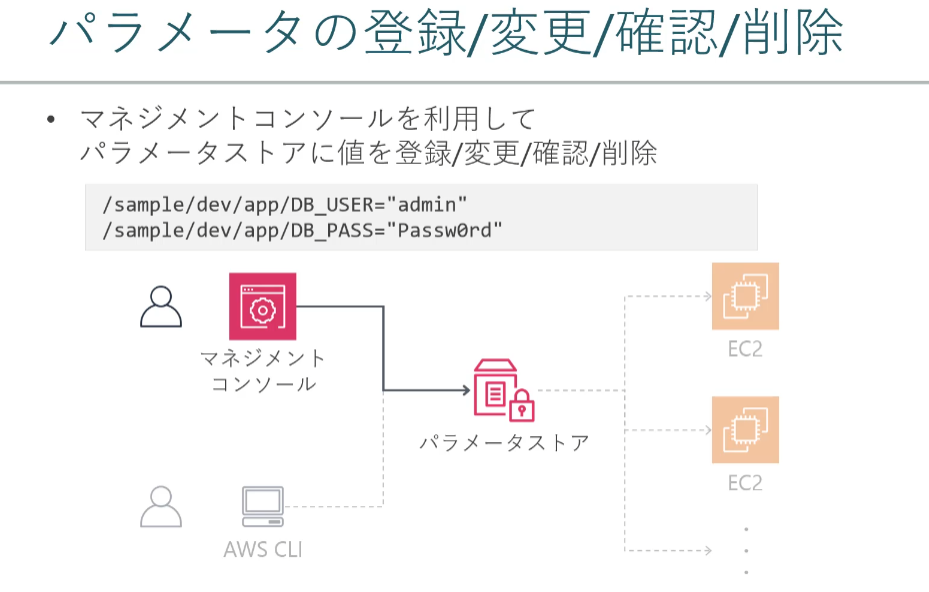 パラメータの登録/変更/確認/削除
• マネジメントコンソールを利用して
パラメータストアに値を登録/変更/確認/削除
/sample/dev/app/DB_USER="admin"
/sample/dev/app/DB_PASS="Passw0rd"
マネジメント
コンソール
パラメータストア
AWS CLI
EC2
EC2